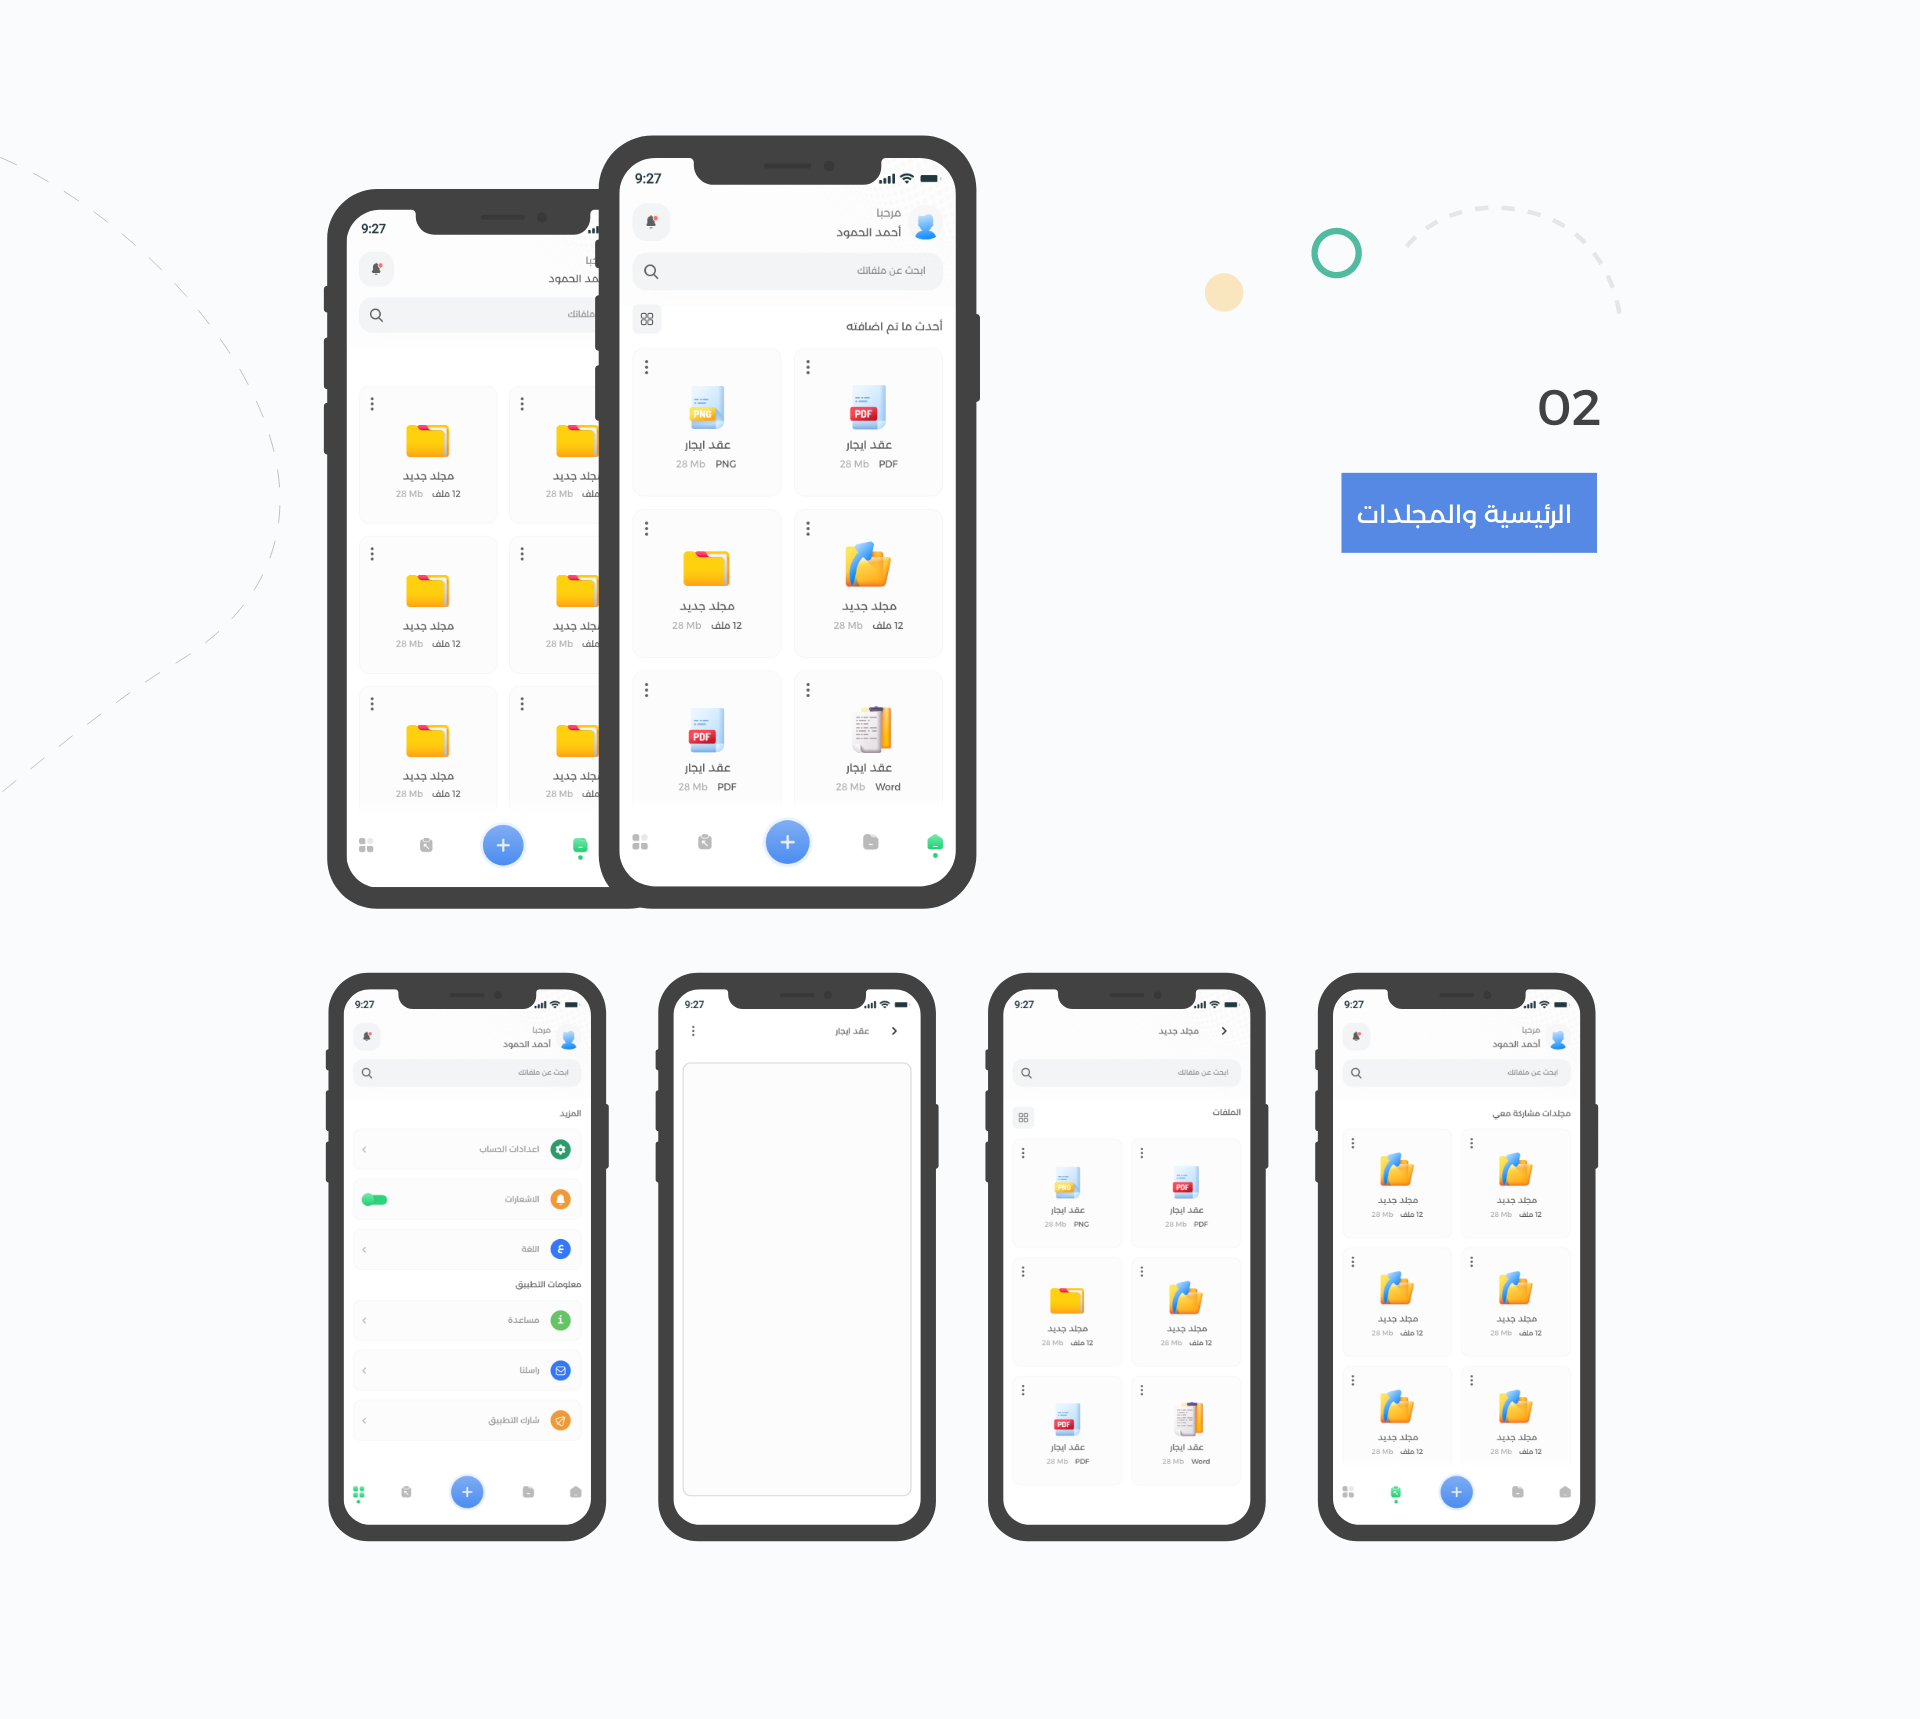 02
الرئيسية والمجلدات
9:27
مرحبا
أحمد الحمود
ابحث عن ملفاتك
أحدث ما تم اضافته
PDF
عقد ايجار
PDF 28 Mb
PNG
عقد ايجار
PNG 28 Mb
مجلد جديد
12 ملف 28 Mb
مجلد جديد
12 ملف 28 Mb
عقد ايجار
Word 28 Mb
PDF
عقد ايجار
PDF 28 Mb
9:27
الحمود
ملفاتك
مجلد جديد
ملف 28 Mb
مجلد جديد
12 ملف 28 Mb
مجلد جديد
ملف 28 Mb
مجلد جديد
12 ملف 28 Mb
مجلد جديد
ملف 28 Mb
مجلد جديد
12 ملف 28 Mb
9:27
مرحبا
أحمد الحمود
ابحث عن ملفاتك
مجلدات مشاركة معي
مجلد جديد
12 ملف 28 Mb
مجلد جديد
12 ملف 28 Mb
مجلد جديد
12 ملف 28 Mb
مجلد جديد
12 ملف 28 Mb
مجلد جديد
12 ملف 28 Mb
مجلد جديد
12 ملف 28 Mb
9:27
مجلد جديد
ابحث عن ملفاتك
الملفات
PDF
عقد ايجار
PDF 28 Mb
PNG
عقد ايجار
PNG 28 Mb
مجلد جديد
12 ملف 28 Mb
مجلد جديد
12 ملف 28 Mb
عقد ايجار
Word 28 Mb
PDF
عقد ايجار
PDF 28 Mb
9:27
عقد ايجار
9:27
مرحبا
أحمد الحمود
ابحث عن ملفاتك
المزيد
اعدادات الحساب
الاشعارات
ع
اللغة
معلومات التطبيق
i
مساعدة
راسلنا
شارك التطبيق